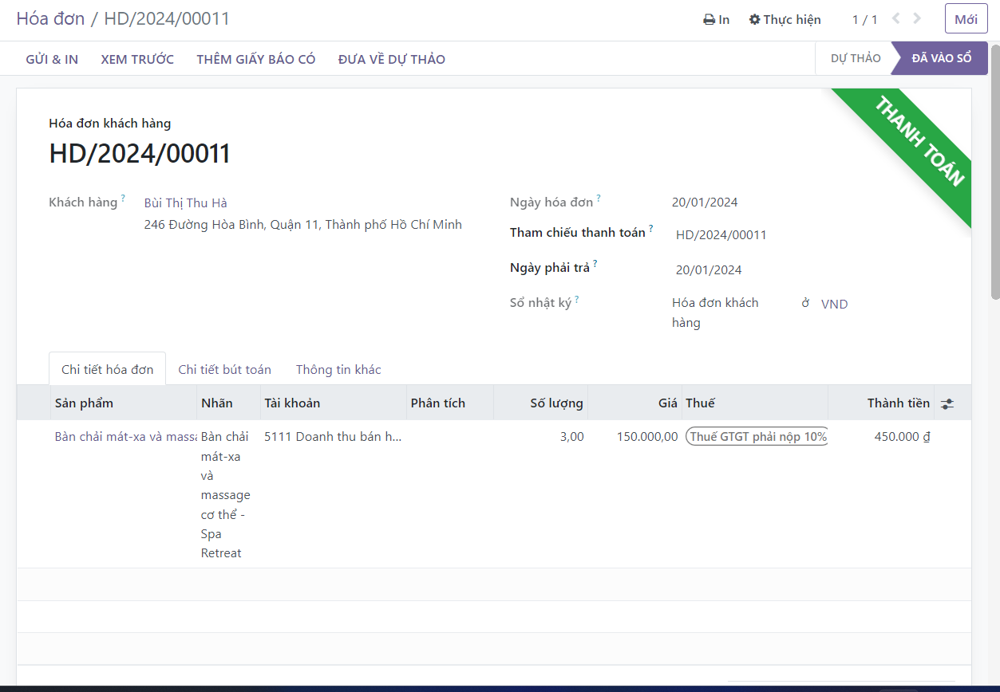 Hóa đơn / HD/2024/00011
In
Thực hiện
1 / 1
Mới
GỬI & IN
XEM TRƯỚC
THÊM GIẤY BÁO CÓ
ĐƯA VỀ DỰ THẢO
DỰ THẢO
ĐÃ VÀO SỔ
THANH TOÁN
Hóa đơn khách hàng
HD/2024/00011
Khách hàng ?
Bùi Thị Thu Hà
246 Đường Hòa Bình, Quận 11, Thành phố Hồ Chí Minh
Ngày hóa đơn ?
20/01/2024
Tham chiếu thanh toán ?
HD/2024/00011
Ngày phải trả ?
20/01/2024
Sổ nhật ký ?
Hóa đơn khách
hàng
ở
VND
Chi tiết hóa đơn
Chi tiết bút toán
Thông tin khác
Sản phẩm
Nhãn
Tài khoản
Phân tích
Số lượng
Giá
Thuế
Thành tiền
Bàn chải mát-xa và massa
Bàn chải
mát-xa
và
massage
cơ thể -
Spa
Retreat
5111 Doanh thu bán h...
3,00
150.000,00
Thuế GTGT phải nộp 10%
450.000 ₫